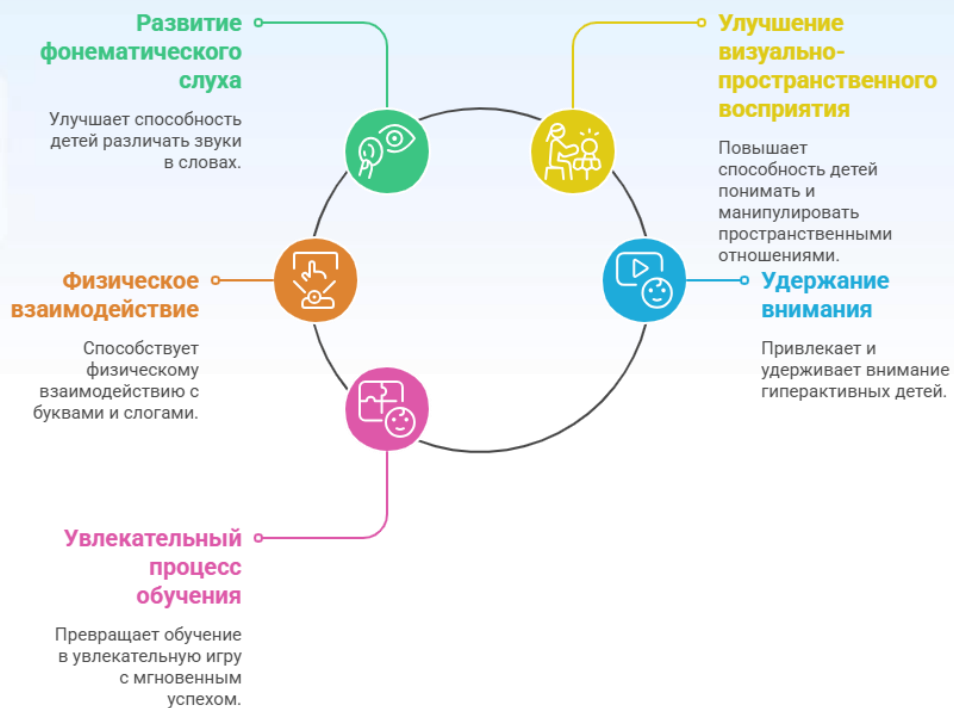 Развитие
фонематического
слуха
Улучшает способность
детей различать звуки
в словах.
Улучшение
визуально-
пространственного
восприятия
Повышает
способность детей
понимать и
манипулировать
пространственными
отношениями.
Физическое
взаимодействие
Способствует
физическому
взаимодействию с
буквами и слогами.
Удержание
внимания
Привлекает и
удерживает внимание
гиперактивных детей.
Увлекательный
процесс
обучения
Превращает обучение
в увлекательную игру
с мгновенным
успехом.